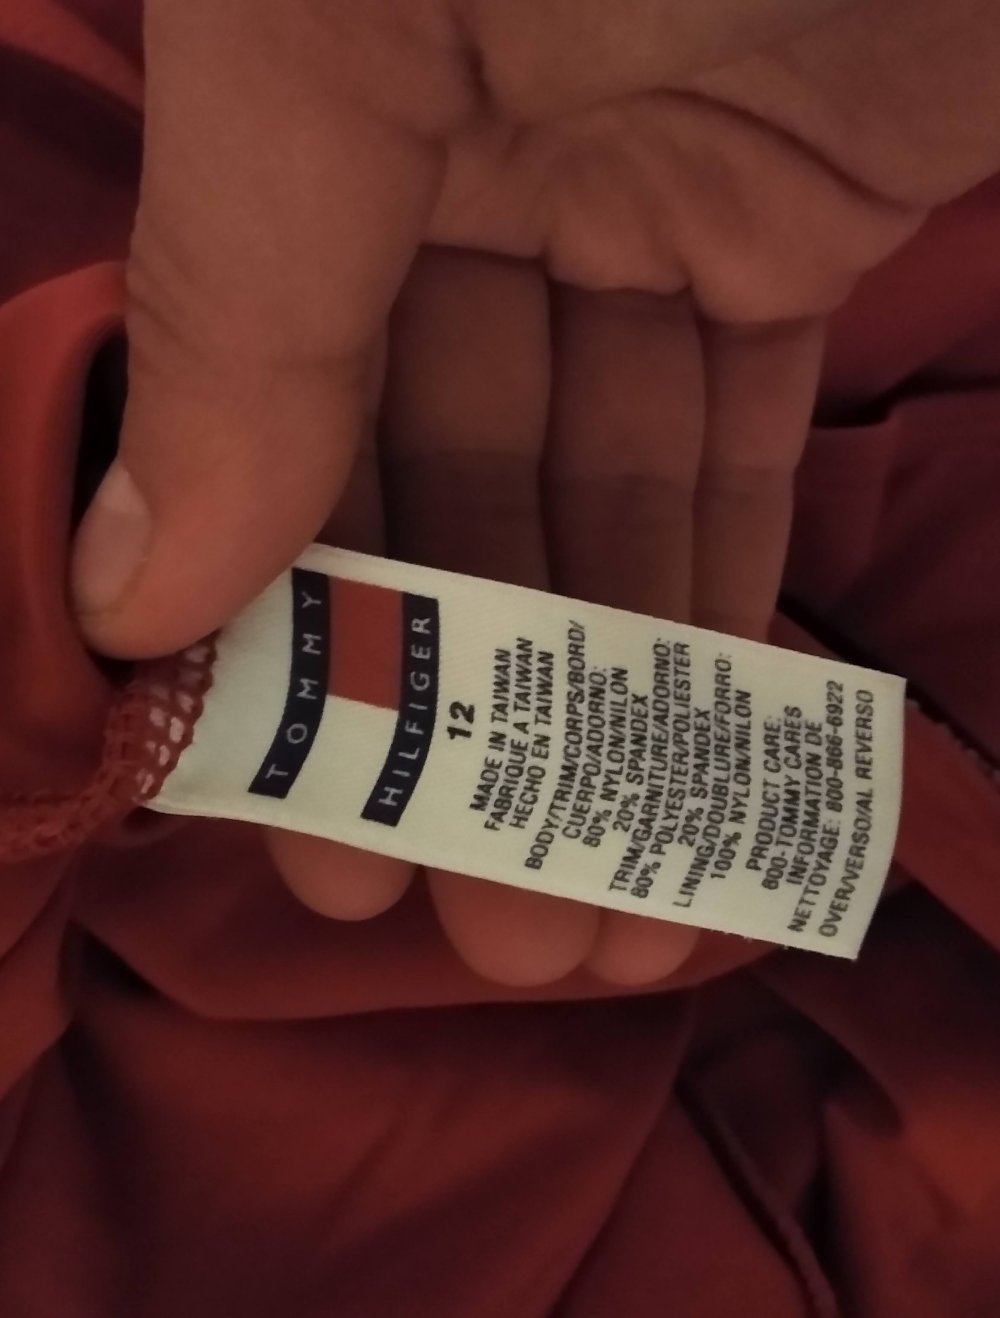 TOMMY
HILFIGER
12
MADE IN TAIWAN
FABRIQUE A TAIWAN
HECHO EN TAIWAN
BODY/TRIM/CORPS/BORD/
CUERPO/ADORNO:
80% NYLON/NILON
20% SPANDEX
TRIM/GARNITURE/ADORNO:
80% POLYESTER/POLIESTER
20% SPANDEX
LINING/DOUBLURE/FORRO:
100% NYLON/NILON
PRODUCT CARE:
800-TOMMY CARES
INFORMATION DE
NETTOYAGE: 800-866-6922
OVER/VERSO/AL REVERSO